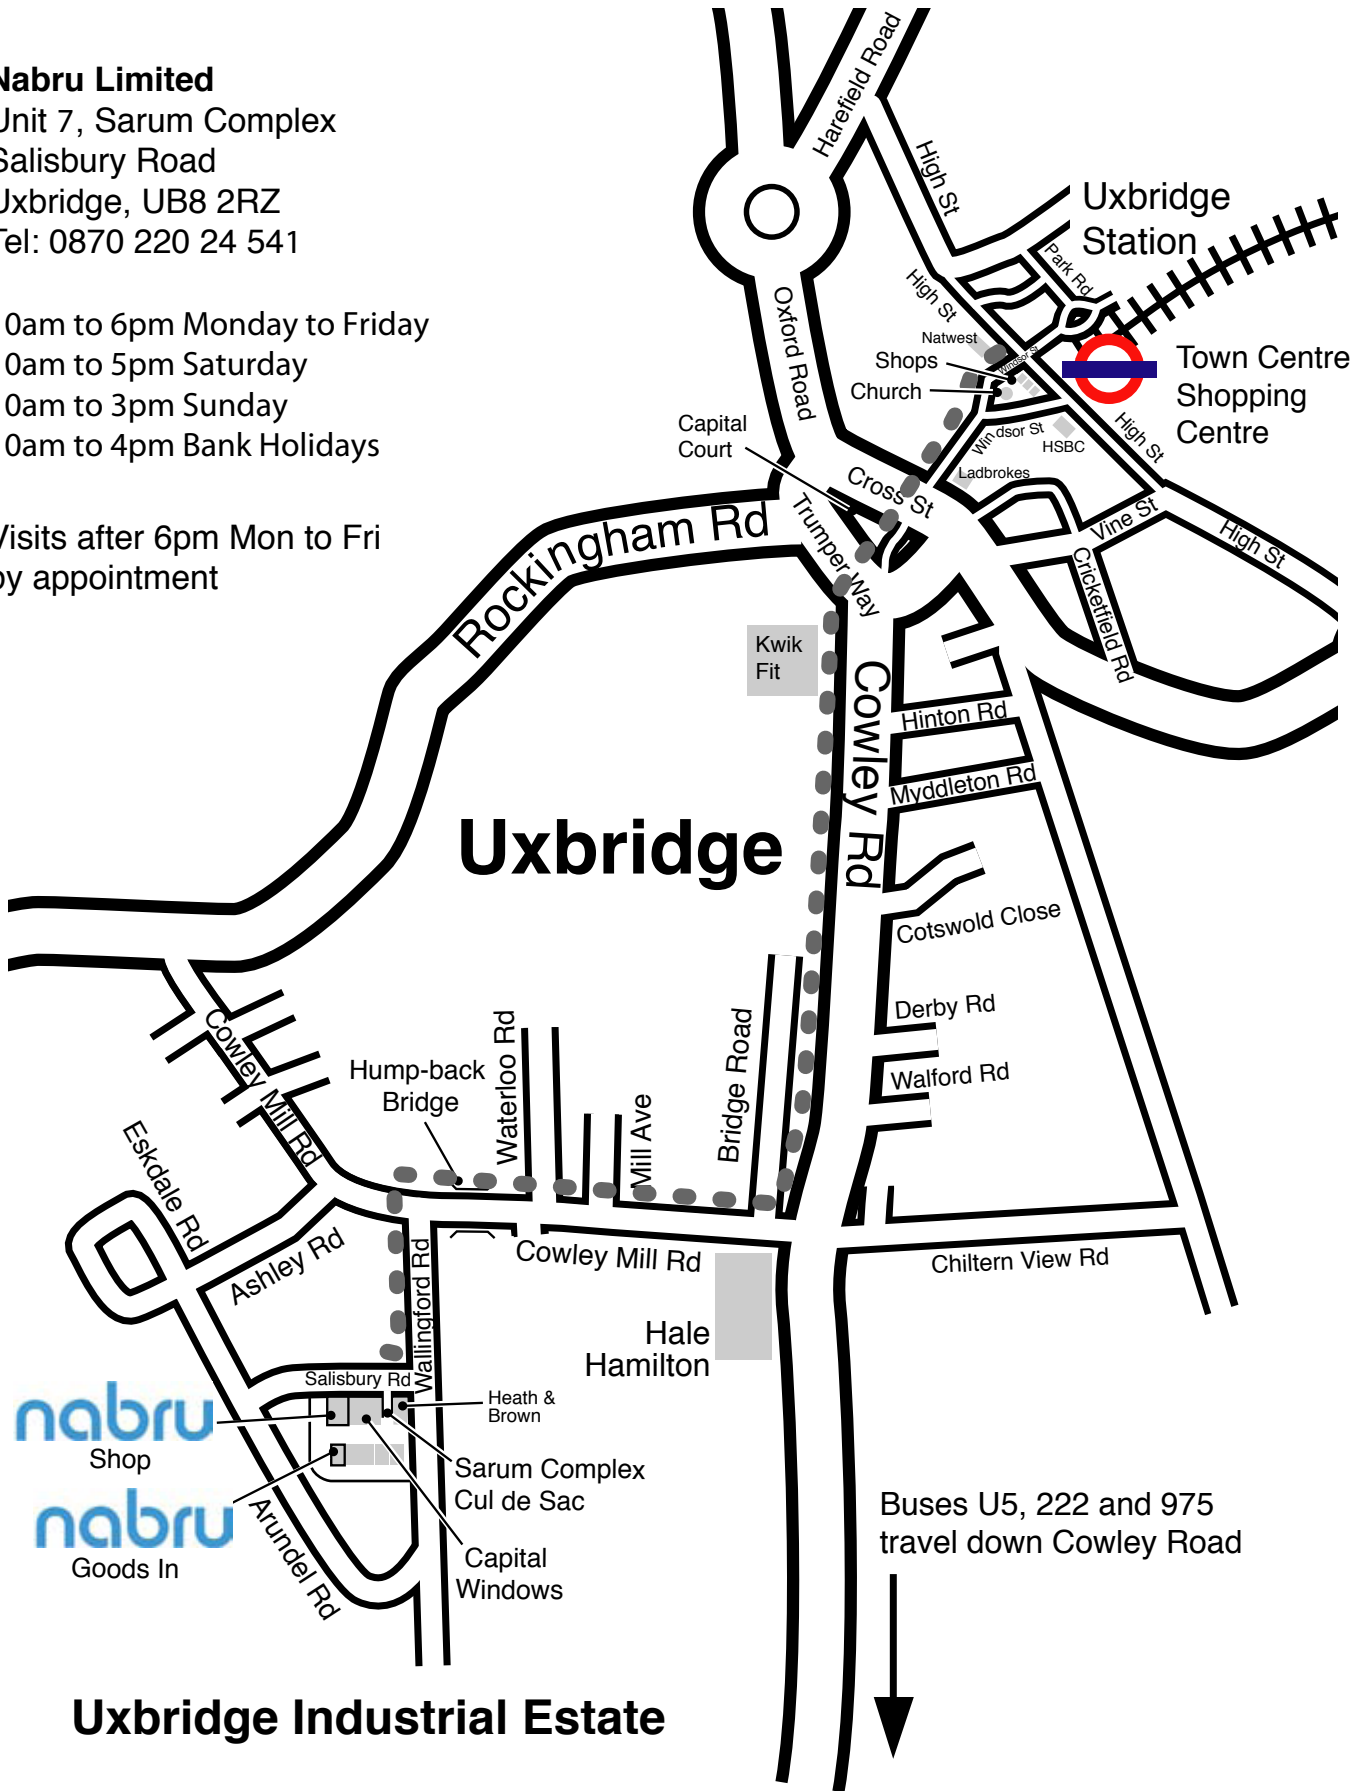 Nabru Limited
Unit 7, Sarum Complex
Salisbury Road
Uxbridge, UB8 2RZ
Tel: 0870 220 24 541
0am to 6pm Monday to Friday
0am to 5pm Saturday
0am to 3pm Sunday
0am to 4pm Bank Holidays
Visits after 6pm Mon to Fri
by appointment
Harefield Road
High St
Uxbridge
Station
Park Rd
High St
Oxford Road
Natwest
Windsor St
Shops
Church
Town Centre
Shopping
Centre
Capital
Court
Windsor St
HSBC
High St
Ladbrokes
Cross St
Trumper Way
Vine St
High St
Rockingham Rd
Cricketfield Rd
Kwik
Fit
Cowley Rd
Hinton Rd
Myddleton Rd
Uxbridge
Cotswold Close
Derby Rd
Walford Rd
Cowley Mill Rd
Hump-back
Bridge
Waterloo Rd
Mill Ave
Bridge Road
Eskdale Rd
Ashley Rd
Wallingford Rd
Cowley Mill Rd
Chiltern View Rd
Hale
Hamilton
Salisbury Rd
nabru
Shop
Heath &
Brown
Sarum Complex
Cul de Sac
nabru
Goods In
Arundel Rd
Capital
Windows
Buses U5, 222 and 975
travel down Cowley Road
Uxbridge Industrial Estate